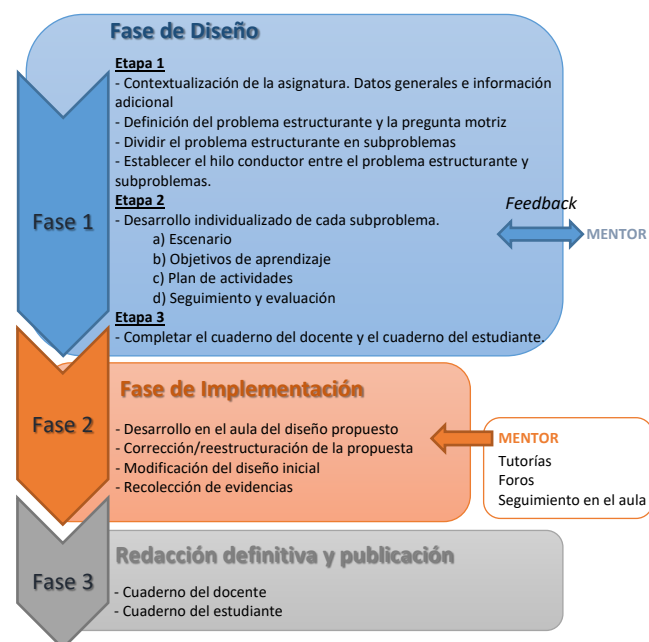 Fase de Diseño
Etapa 1
- Contextualización de la asignatura. Datos generales e información
adicional
- Definición del problema estructurante y la pregunta motriz
- Dividir el problema estructurante en subproblemas
- Establecer el hilo conductor entre el problema estructurante y
subproblemas.
Etapa 2
- Desarrollo individualizado de cada subproblema.
a) Escenario
b) Objetivos de aprendizaje
c) Plan de actividades
d) Seguimiento y evaluación
Etapa 3
- Completar el cuaderno del docente y el cuaderno del estudiante.
Fase 1
Feedback
MENTOR
Fase de Implementación
Fase 2
- Desarrollo en el aula del diseño propuesto
- Corrección/reestructuración de la propuesta
- Modificación del diseño inicial
- Recolección de evidencias
MENTOR
Tutorías
Foros
Seguimiento en el aula
Redacción definitiva y publicación
Fase 3
- Cuaderno del docente
- Cuaderno del estudiante